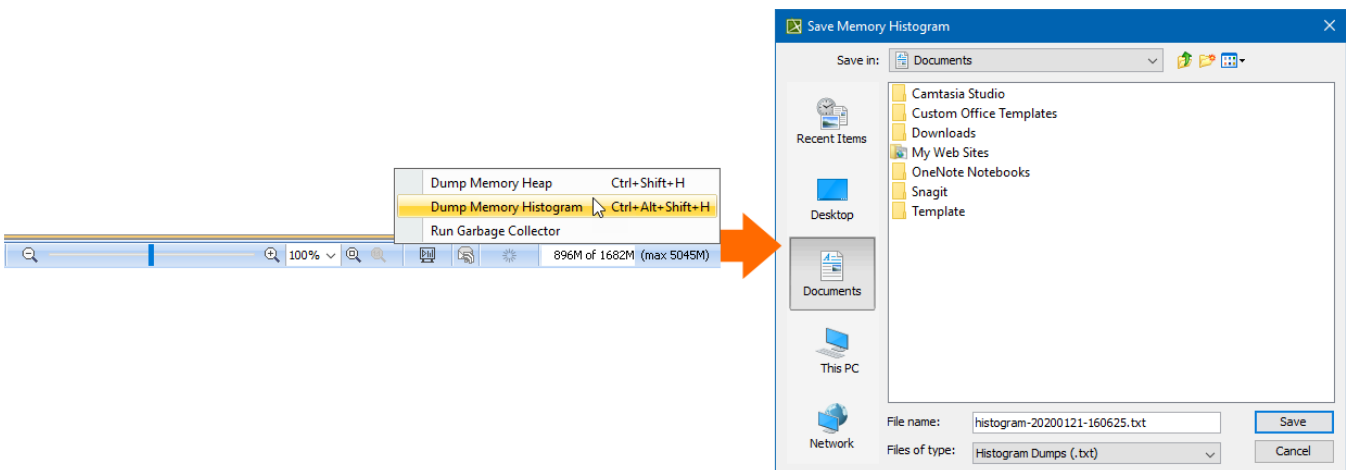 Dump Memory Heap Ctrl+Shift+H
Dump Memory Histogram Ctrl+Alt+Shift+H
Run Garbage Collector
100%
896M of 1682M (max 5045M)
Save Memory Histogram
Save in: Documents
Recent Items
Desktop
Documents
This PC
Network
Camtasia Studio
Custom Office Templates
Downloads
My Web Sites
OneNote Notebooks
Snagit
Template
File name: histogram-20200121-160625.txt Save
Files of type: Histogram Dumps (.txt) Cancel